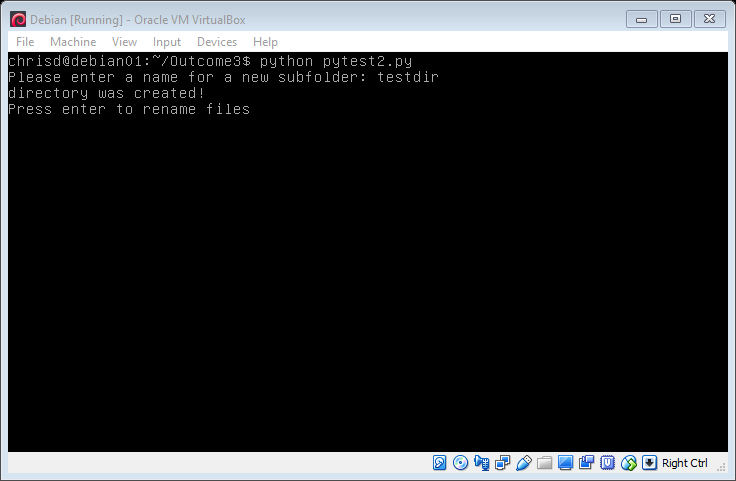 Debian [Running] - Oracle VM VirtualBox
File Machine View Input Devices Help
chrisd@debian01:~/Outcome3$ python pytest2.py
Please enter a name for a new subfolder: testdir
directory was created!
Press enter to rename files
Right Ctrl